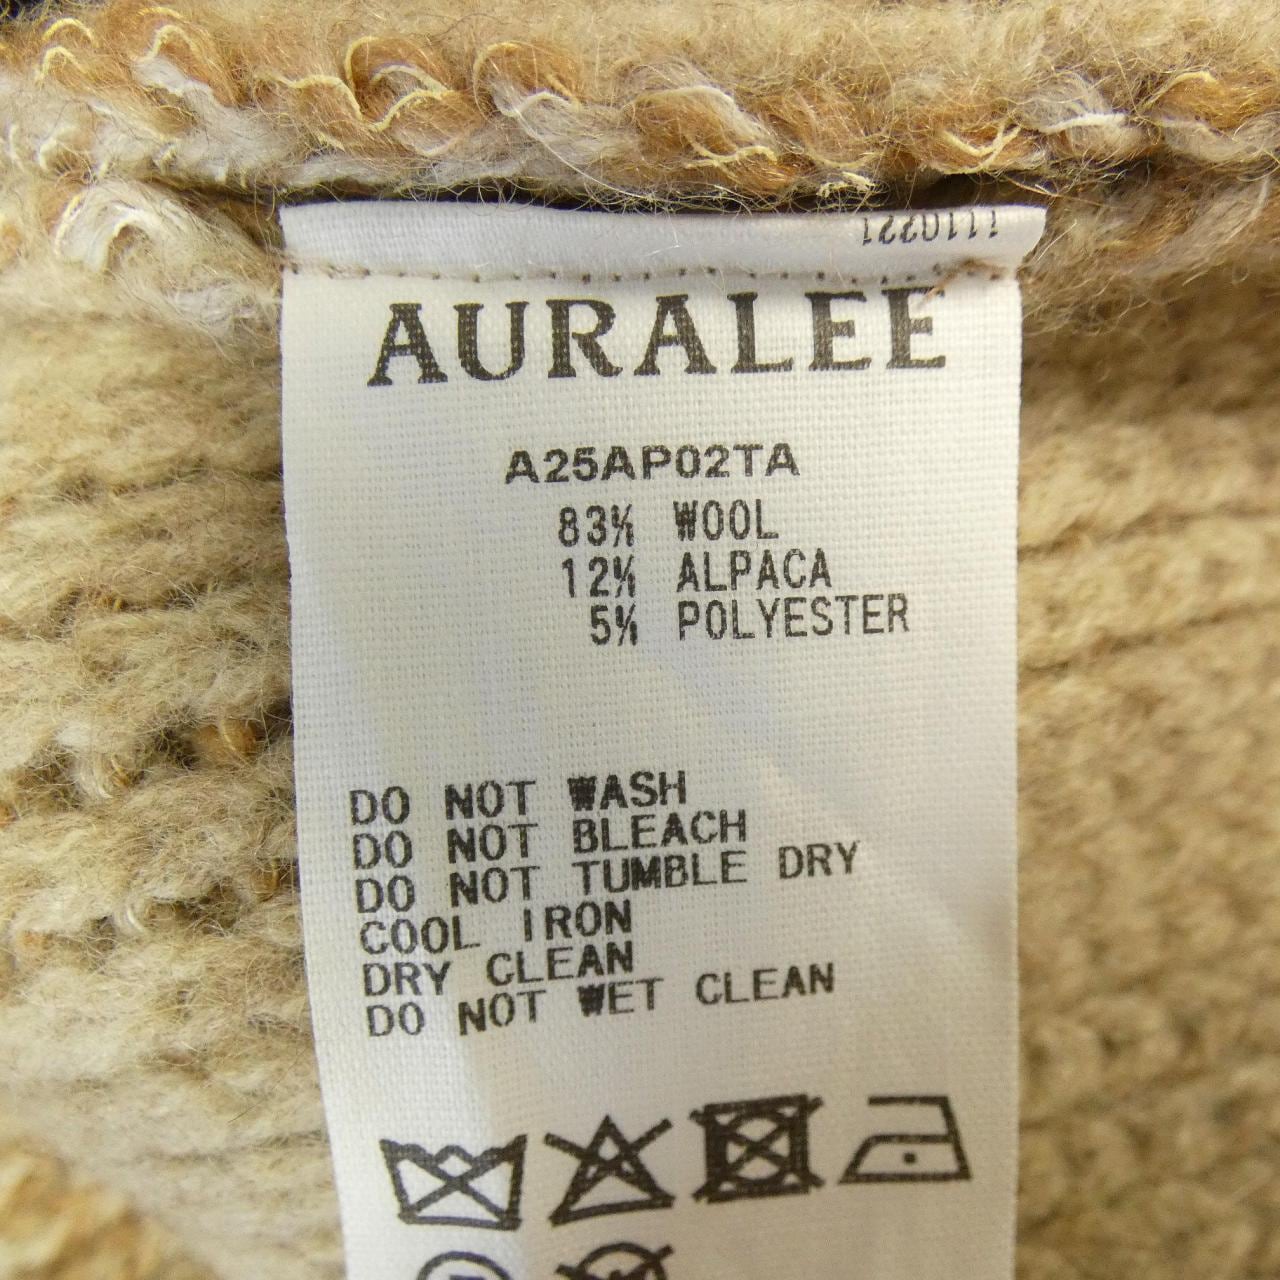 1110221
AURALEE
A25AP02TA
83% WOOL
12% ALPACA
5% POLYESTER
DO NOT WASH
DO NOT BLEACH
DO NOT TUMBLE DRY
COOL IRON
DRY CLEAN
DO NOT WET CLEAN